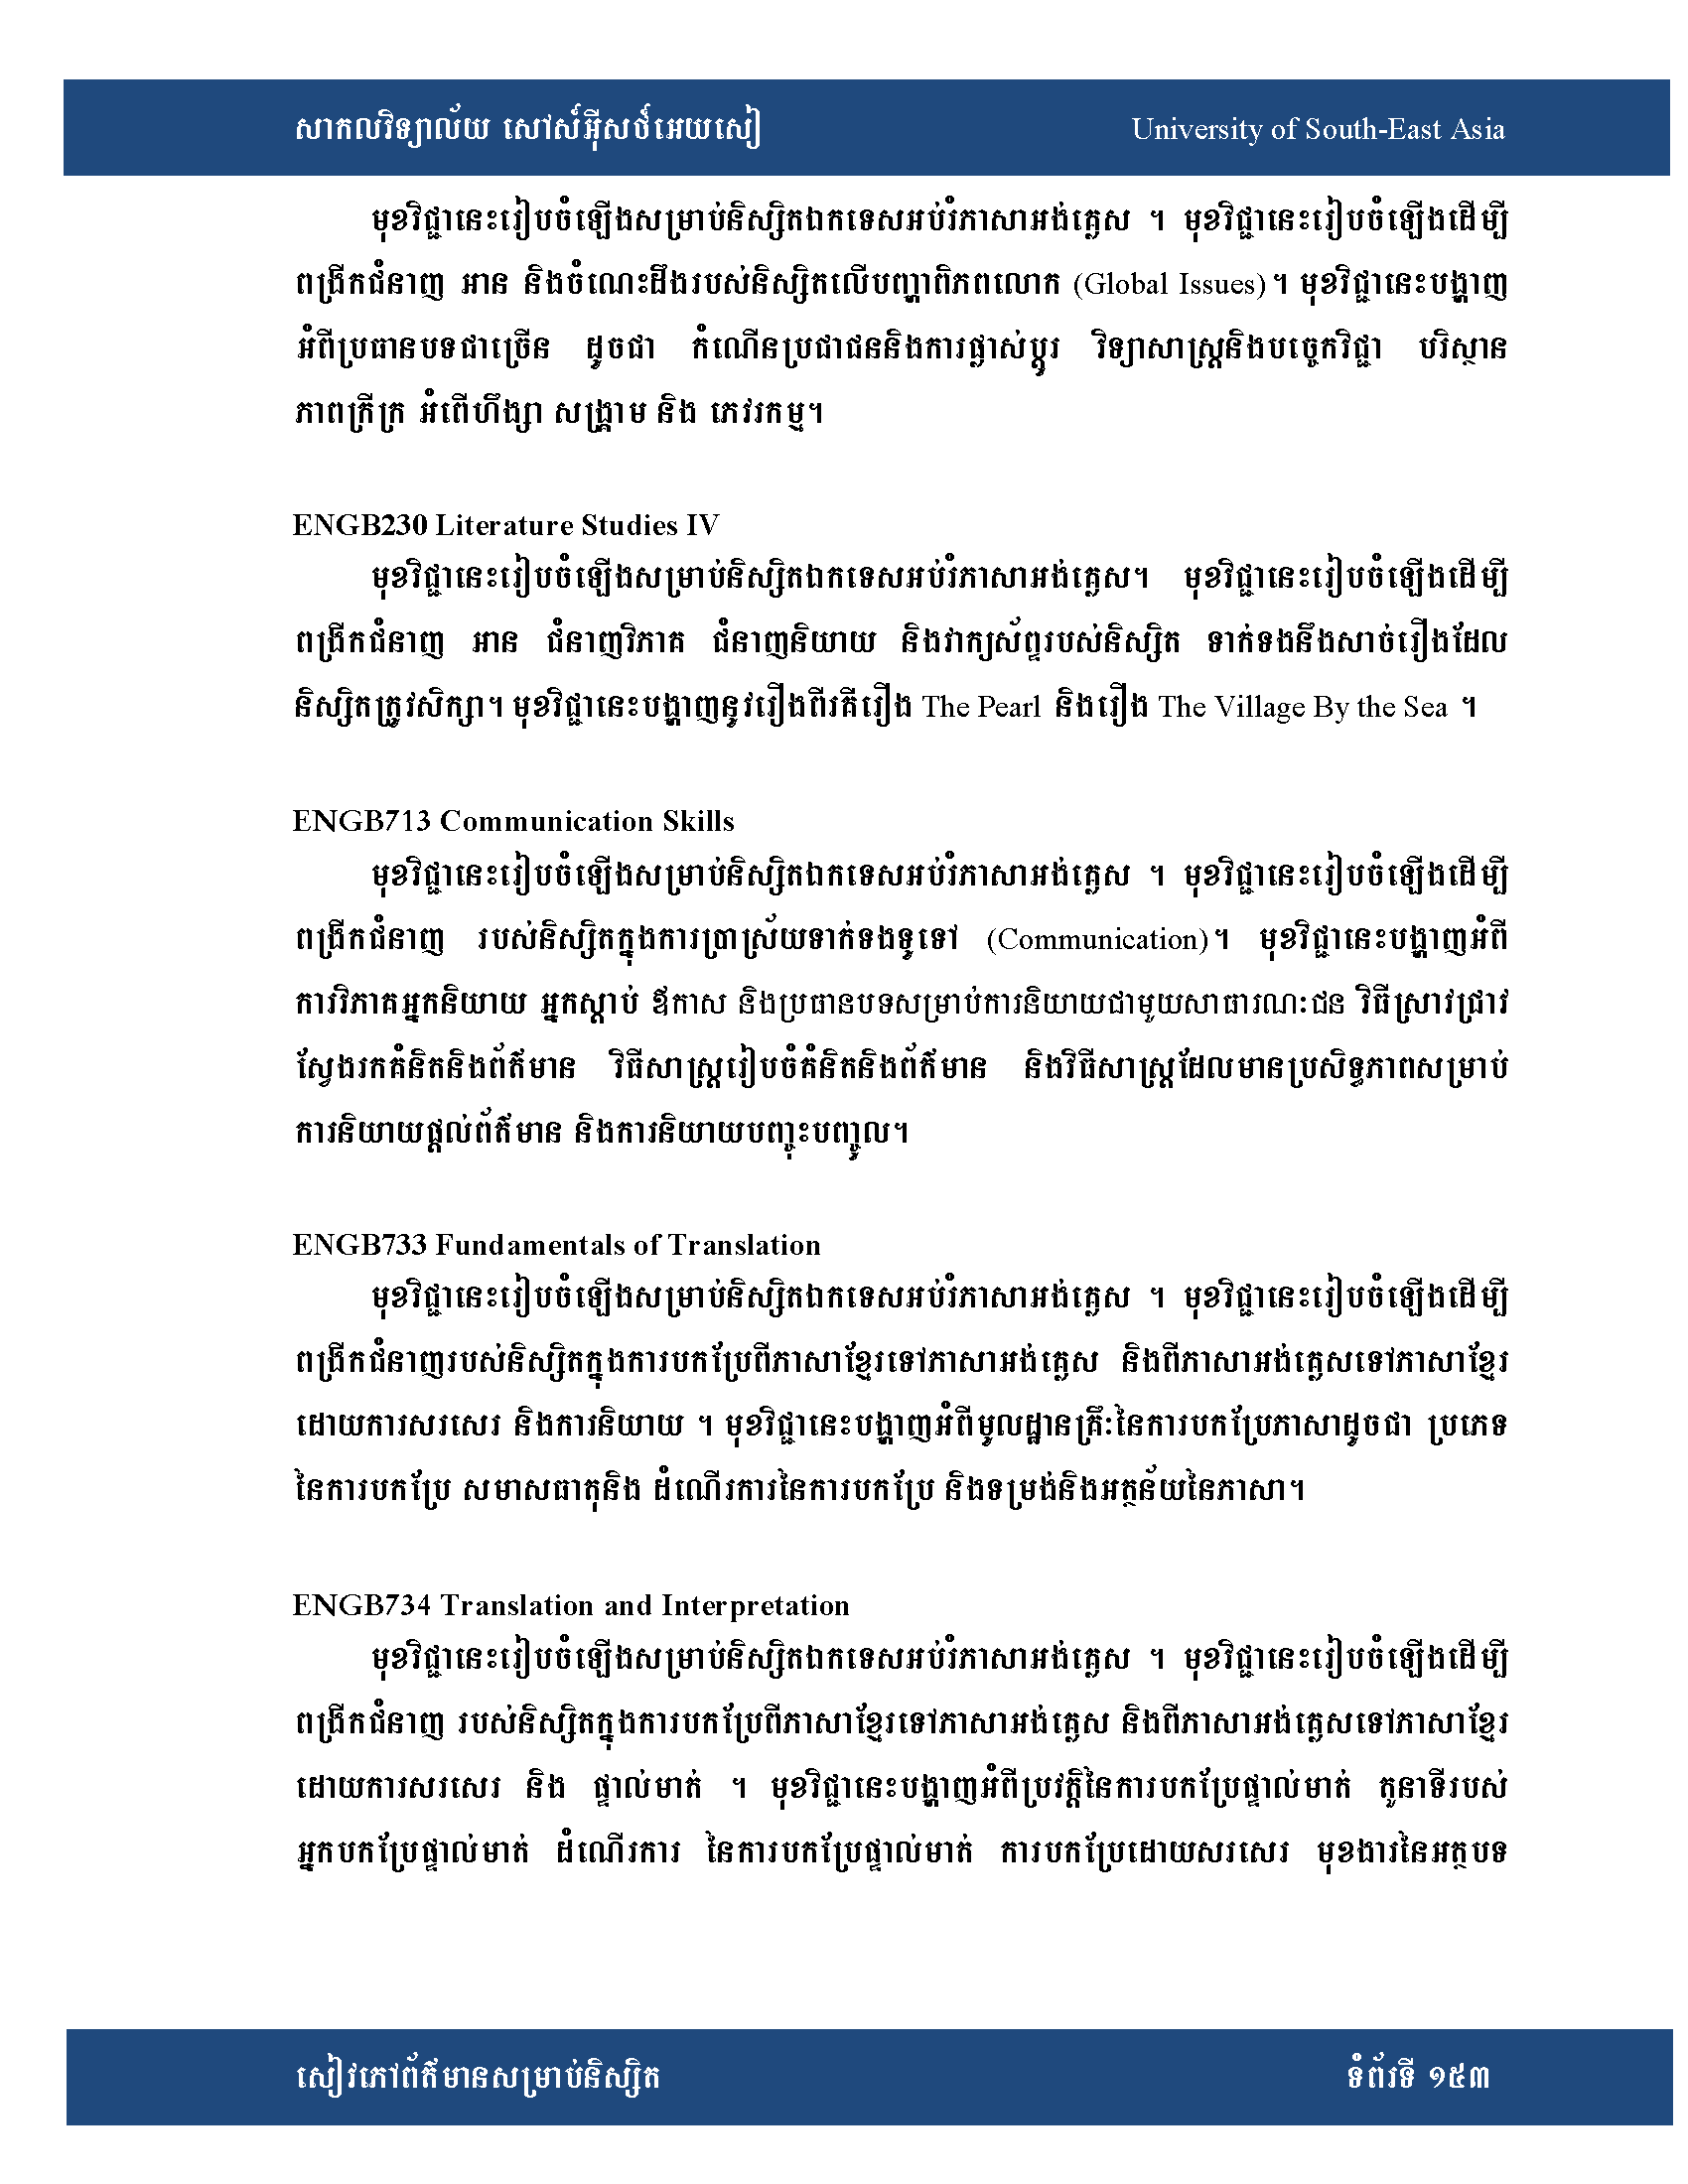 សាកលវិទ្យាល័យ សៅស៍អ៊ីសថ៍អេយសៀ University of South-East Asia
មុខវិជ្ជានេះរៀបចំឡើងសម្រាប់និស្សិតឯកទេសអប់រំភាសាអង់គ្លេស ។ មុខវិជ្ជានេះរៀបចំឡើងដើម្បី
ពង្រីកជំនាញ អាន និងចំណេះដឹងរបស់និស្សិតលើបញ្ហាពិភពលោក (Global Issues)។ មុខវិជ្ជានេះបង្ហាញ
អំពីប្រធានបទជាច្រើន ដូចជា កំណើនប្រជាជននិងការផ្លាស់ប្តូរ វិទ្យាសាស្ត្រនិងបច្ចេកវិជ្ជា បរិស្ថាន
ភាពក្រីក្រ អំពើហឹង្សា សង្គ្រាម និង ភេវរកម្ម។
ENGB230 Literature Studies IV
មុខវិជ្ជានេះរៀបចំឡើងសម្រាប់និស្សិតឯកទេសអប់រំភាសាអង់គ្លេស។ មុខវិជ្ជានេះរៀបចំឡើងដើម្បី
ពង្រីកជំនាញ អាន ជំនាញវិភាគ ជំនាញនិយាយ និងវាក្យស័ព្ទរបស់និស្សិត ទាក់ទងនឹងសាច់រឿងដែល
និស្សិតត្រូវសិក្សា។ មុខវិជ្ជានេះបង្ហាញនូវរឿងពីរគឺរឿង The Pearl និងរឿង The Village By the Sea ។
ENGB713 Communication Skills
មុខវិជ្ជានេះរៀបចំឡើងសម្រាប់និស្សិតឯកទេសអប់រំភាសាអង់គ្លេស ។ មុខវិជ្ជានេះរៀបចំឡើងដើម្បី
ពង្រីកជំនាញ របស់និស្សិតក្នុងការប្រាស្រ័យទាក់ទងទូទៅ (Communication)។ មុខវិជ្ជានេះបង្ហាញអំពី
ការវិភាគអ្នកនិយាយ អ្នកស្តាប់ ឪកាស និងប្រធានបទសម្រាប់ការនិយាយជាមួយសាធារណៈជន វិធីស្រាវជ្រាវ
ស្វែងរកគំនិតនិងព័ត៌មាន វិធីសាស្ត្ររៀបចំគំនិតនិងព័ត៌មាន និងវិធីសាស្ត្រដែលមានប្រសិទ្ធភាពសម្រាប់
ការនិយាយផ្តល់ព័ត៌មាន និងការនិយាយបញ្ចុះបញ្ចូល។
ENGB733 Fundamentals of Translation
មុខវិជ្ជានេះរៀបចំឡើងសម្រាប់និស្សិតឯកទេសអប់រំភាសាអង់គ្លេស ។ មុខវិជ្ជានេះរៀបចំឡើងដើម្បី
ពង្រីកជំនាញរបស់និស្សិតក្នុងការបកប្រែពីភាសាខ្មែរទៅភាសាអង់គ្លេស និងពីភាសាអង់គ្លេសទៅភាសាខ្មែរ
ដោយការសរសេរ និងការនិយាយ ។ មុខវិជ្ជានេះបង្ហាញអំពីមូលដ្ឋានគ្រឹៈនៃការបកប្រែភាសាដូចជា ប្រភេទ
នៃការបកប្រែ សមាសធាតុនិង ដំណើរការនៃការបកប្រែ និងទម្រង់និងអត្ថន័យនៃភាសា។
ENGB734 Translation and Interpretation
មុខវិជ្ជានេះរៀបចំឡើងសម្រាប់និស្សិតឯកទេសអប់រំភាសាអង់គ្លេស ។ មុខវិជ្ជានេះរៀបចំឡើងដើម្បី
ពង្រីកជំនាញ របស់និស្សិតក្នុងការបកប្រែពីភាសាខ្មែរទៅភាសាអង់គ្លេស និងពីភាសាអង់គ្លេសទៅភាសាខ្មែរ
ដោយការសរសេរ និង ផ្ទាល់មាត់ ។ មុខវិជ្ជានេះបង្ហាញអំពីប្រវត្តិនៃការបកប្រែផ្ទាល់មាត់ តួនាទីរបស់
អ្នកបកប្រែផ្ទាល់មាត់ ដំណើរការ នៃការបកប្រែផ្ទាល់មាត់ ការបកប្រែដោយសរសេរ មុខងារនៃអត្ថបទ
សៀវភៅព័ត៌មានសម្រាប់និស្សិត ទំព័រទី ១៥៣